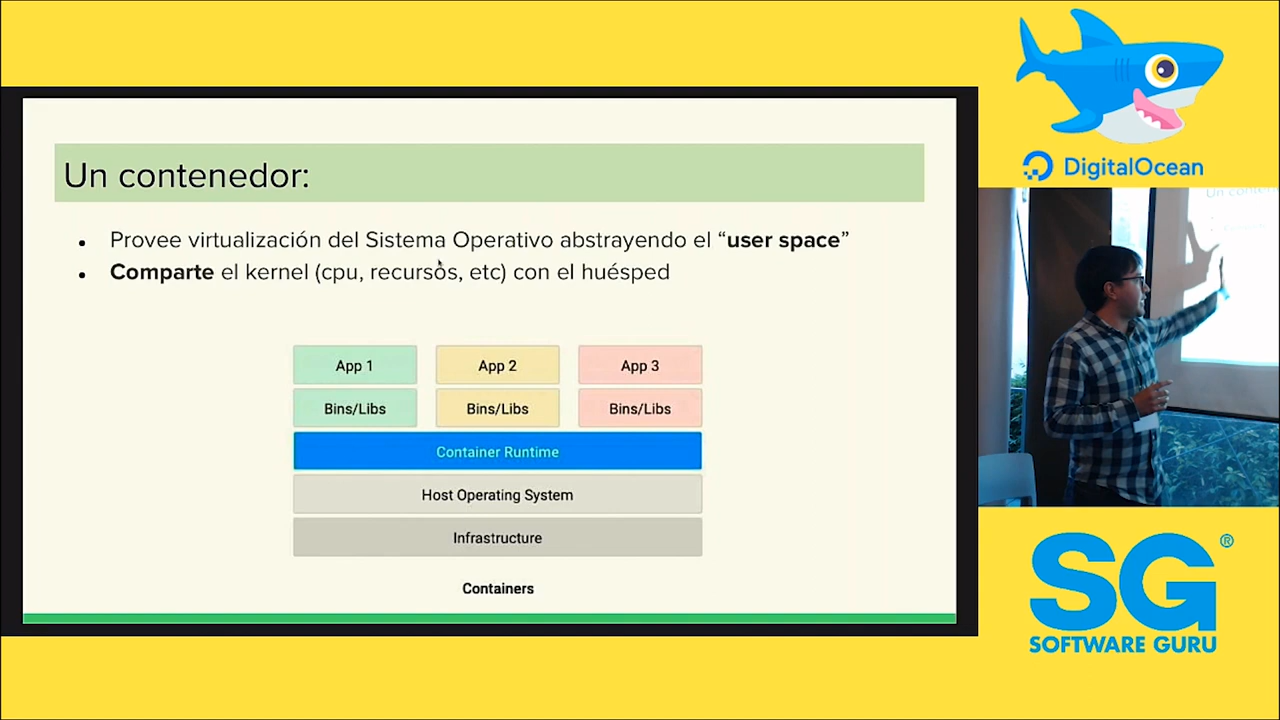 Un contenedor:
Provee virtualización del Sistema Operativo abstrayendo el “user space”
Comparte el kernel (cpu, recursos, etc) con el huésped
App 1
App 2
App 3
Bins/Libs
Bins/Libs
Bins/Libs
Container Runtime
Host Operating System
Infrastructure
Containers
DigitalOcean
Un conten
SG®
SOFTWARE GURU